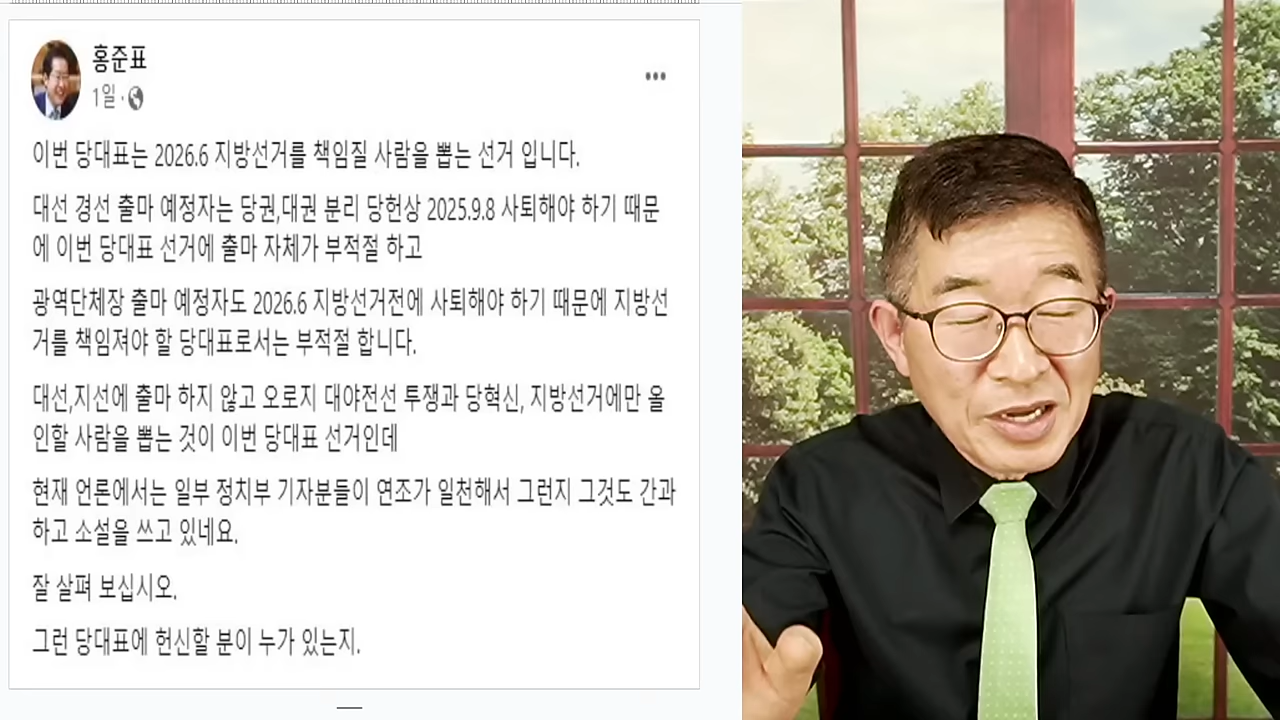 홍준표
1일 ·
이번 당대표는 2026.6 지방선거를 책임질 사람을 뽑는 선거 입니다.
대선 경선 출마 예정자는 당권,대권 분리 당헌상 2025.9.8 사퇴해야 하기 때문
에 이번 당대표 선거에 출마 자체가 부적절 하고
광역단체장 출마 예정자도 2026.6 지방선거전에 사퇴해야 하기 때문에 지방선
거를 책임져야 할 당대표로서는 부적절 합니다.
대선,지선에 출마 하지 않고 오로지 대야전선 투쟁과 당혁신, 지방선거에만 올
인할 사람을 뽑는 것이 이번 당대표 선거인데
현재 언론에서는 일부 정치부 기자분들이 연조가 일천해서 그런지 그것도 간과
하고 소설을 쓰고 있네요.
잘 살펴 보십시오.
그런 당대표에 헌신할 분이 누가 있는지.